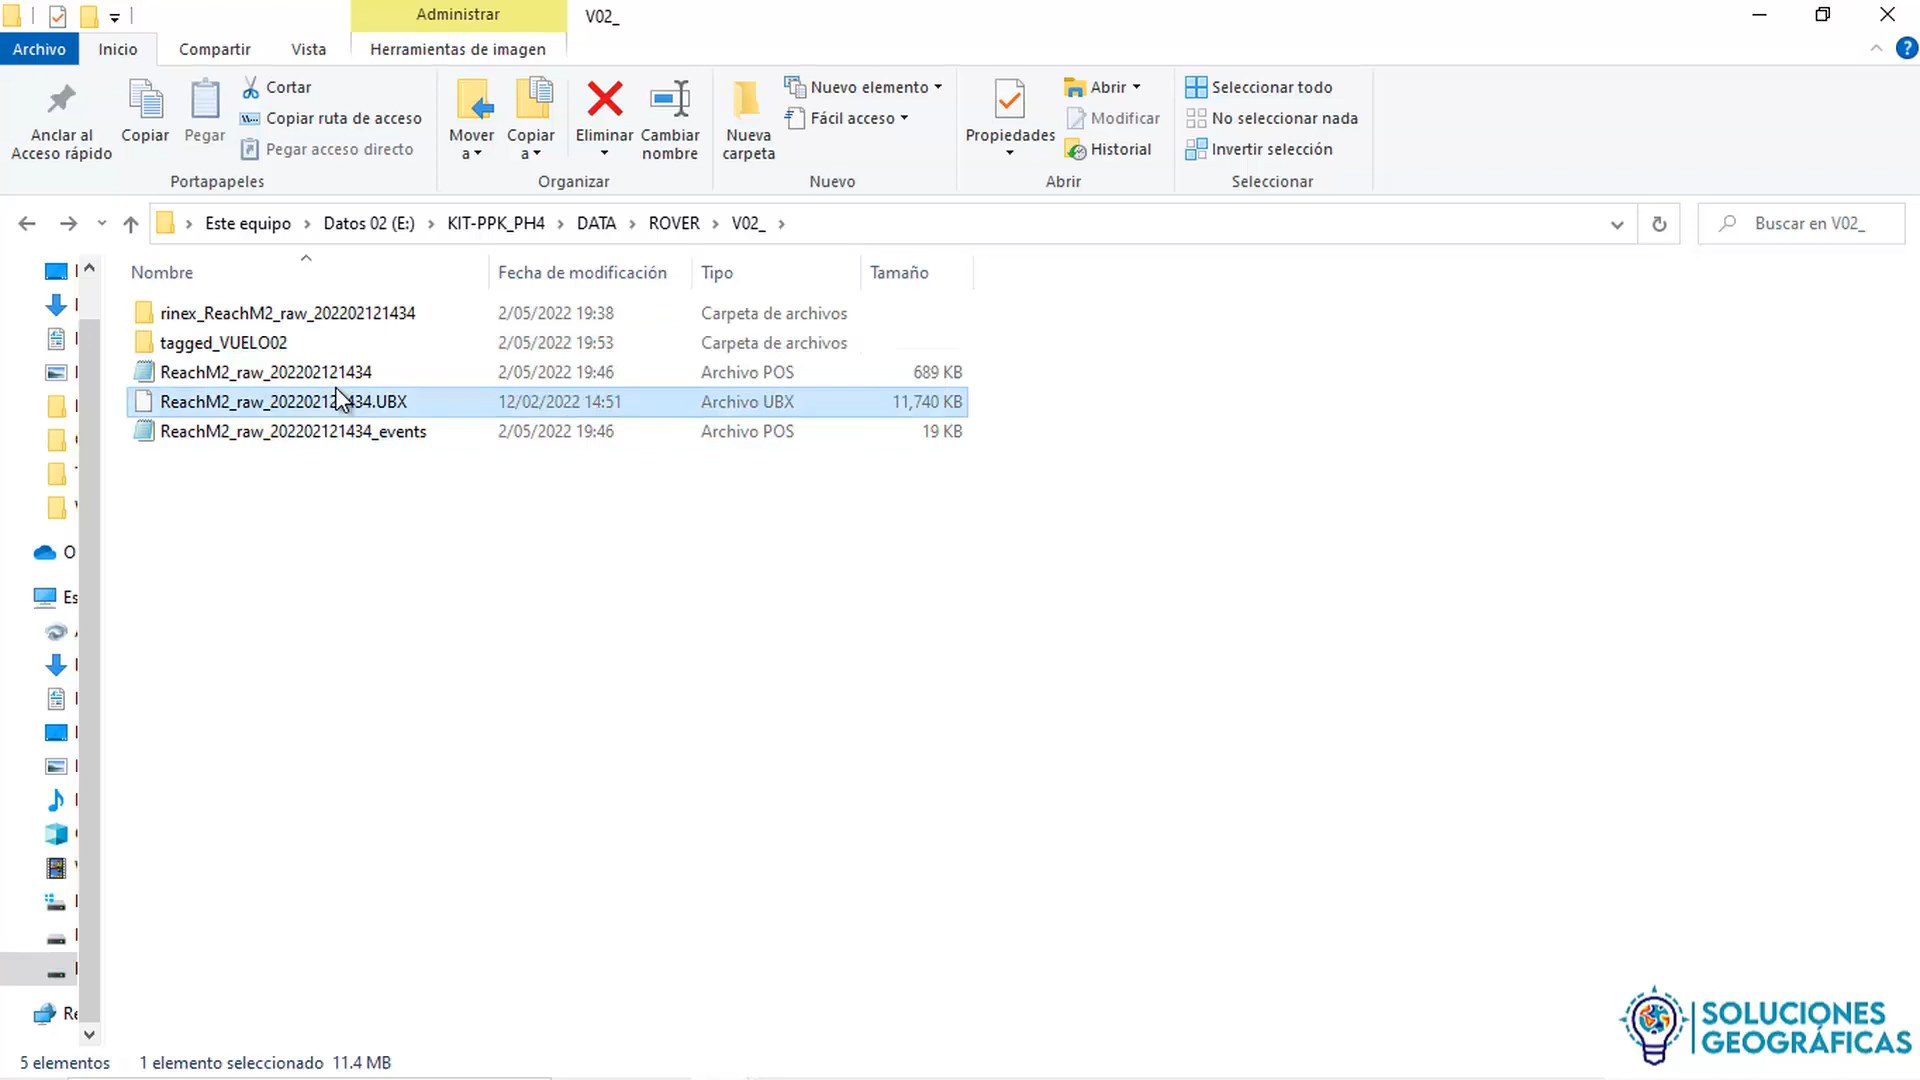 Administrar
V02_
Archivo
Inicio
Compartir
Vista
Herramientas de imagen
Anclar al
Acceso rápido
Copiar
Pegar
Cortar
Copiar ruta de acceso
Pegar acceso directo
Portapapeles
Mover
a
Copiar
a
Eliminar
Cambiar
nombre
Organizar
Nueva
carpeta
Nuevo elemento
Fácil acceso
Nuevo
Propiedades
Abrir
Modificar
Historial
Abrir
Seleccionar todo
No seleccionar nada
Invertir selección
Seleccionar
Este equipo > Datos 02 (E:) > KIT-PPK_PH4 > DATA > ROVER > V02_ >
Buscar en V02_
Nombre Fecha de modificación Tipo Tamaño
rinex_ReachM2_raw_202202121434 2/05/2022 19:38 Carpeta de archivos
tagged_VUELO02 2/05/2022 19:53 Carpeta de archivos
ReachM2_raw_202202121434 2/05/2022 19:46 Archivo POS 689 KB
ReachM2_raw_202202121434.UBX 12/02/2022 14:51 Archivo UBX 11,740 KB
ReachM2_raw_202202121434_events 2/05/2022 19:46 Archivo POS 19 KB
O
Es
Re
5 elementos 1 elemento seleccionado 11.4 MB
SOLUCIONES
GEOGRÁFICAS